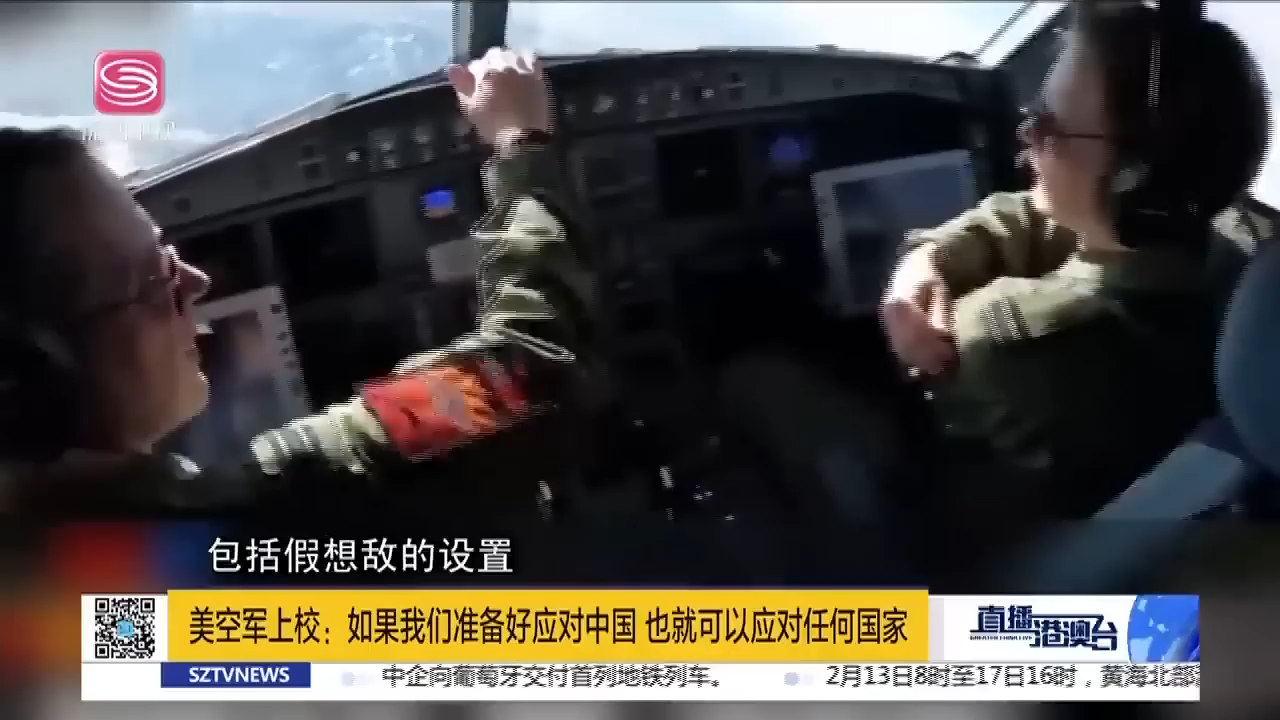 包括假想敌的设置
美空军上校：如果我们准备好应对中国 也就可以应对任何国家
直播港澳台
SZTVNEWS
中企向葡萄牙交付首列地铁列车。 2月13日8时至17日16时，黄海北部